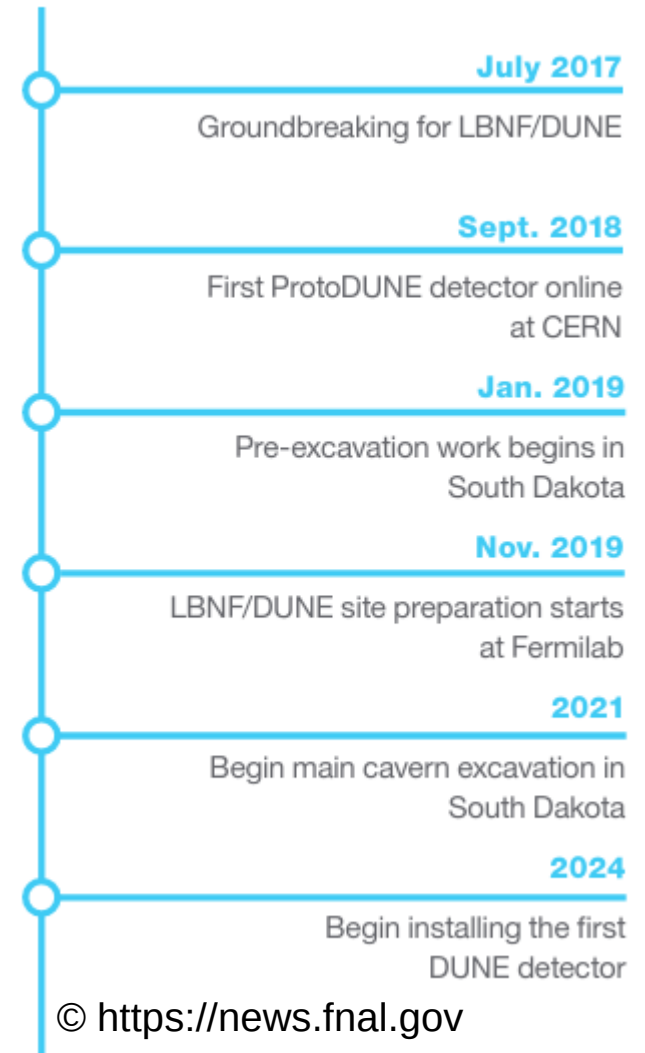 July 2017
Groundbreaking for LBNF/DUNE
Sept. 2018
First ProtoDUNE detector online
at CERN
Jan. 2019
Pre-excavation work begins in
South Dakota
Nov. 2019
LBNF/DUNE site preparation starts
at Fermilab
2021
Begin main cavern excavation in
South Dakota
2024
Begin installing the first
DUNE detector
© https://news.fnal.gov